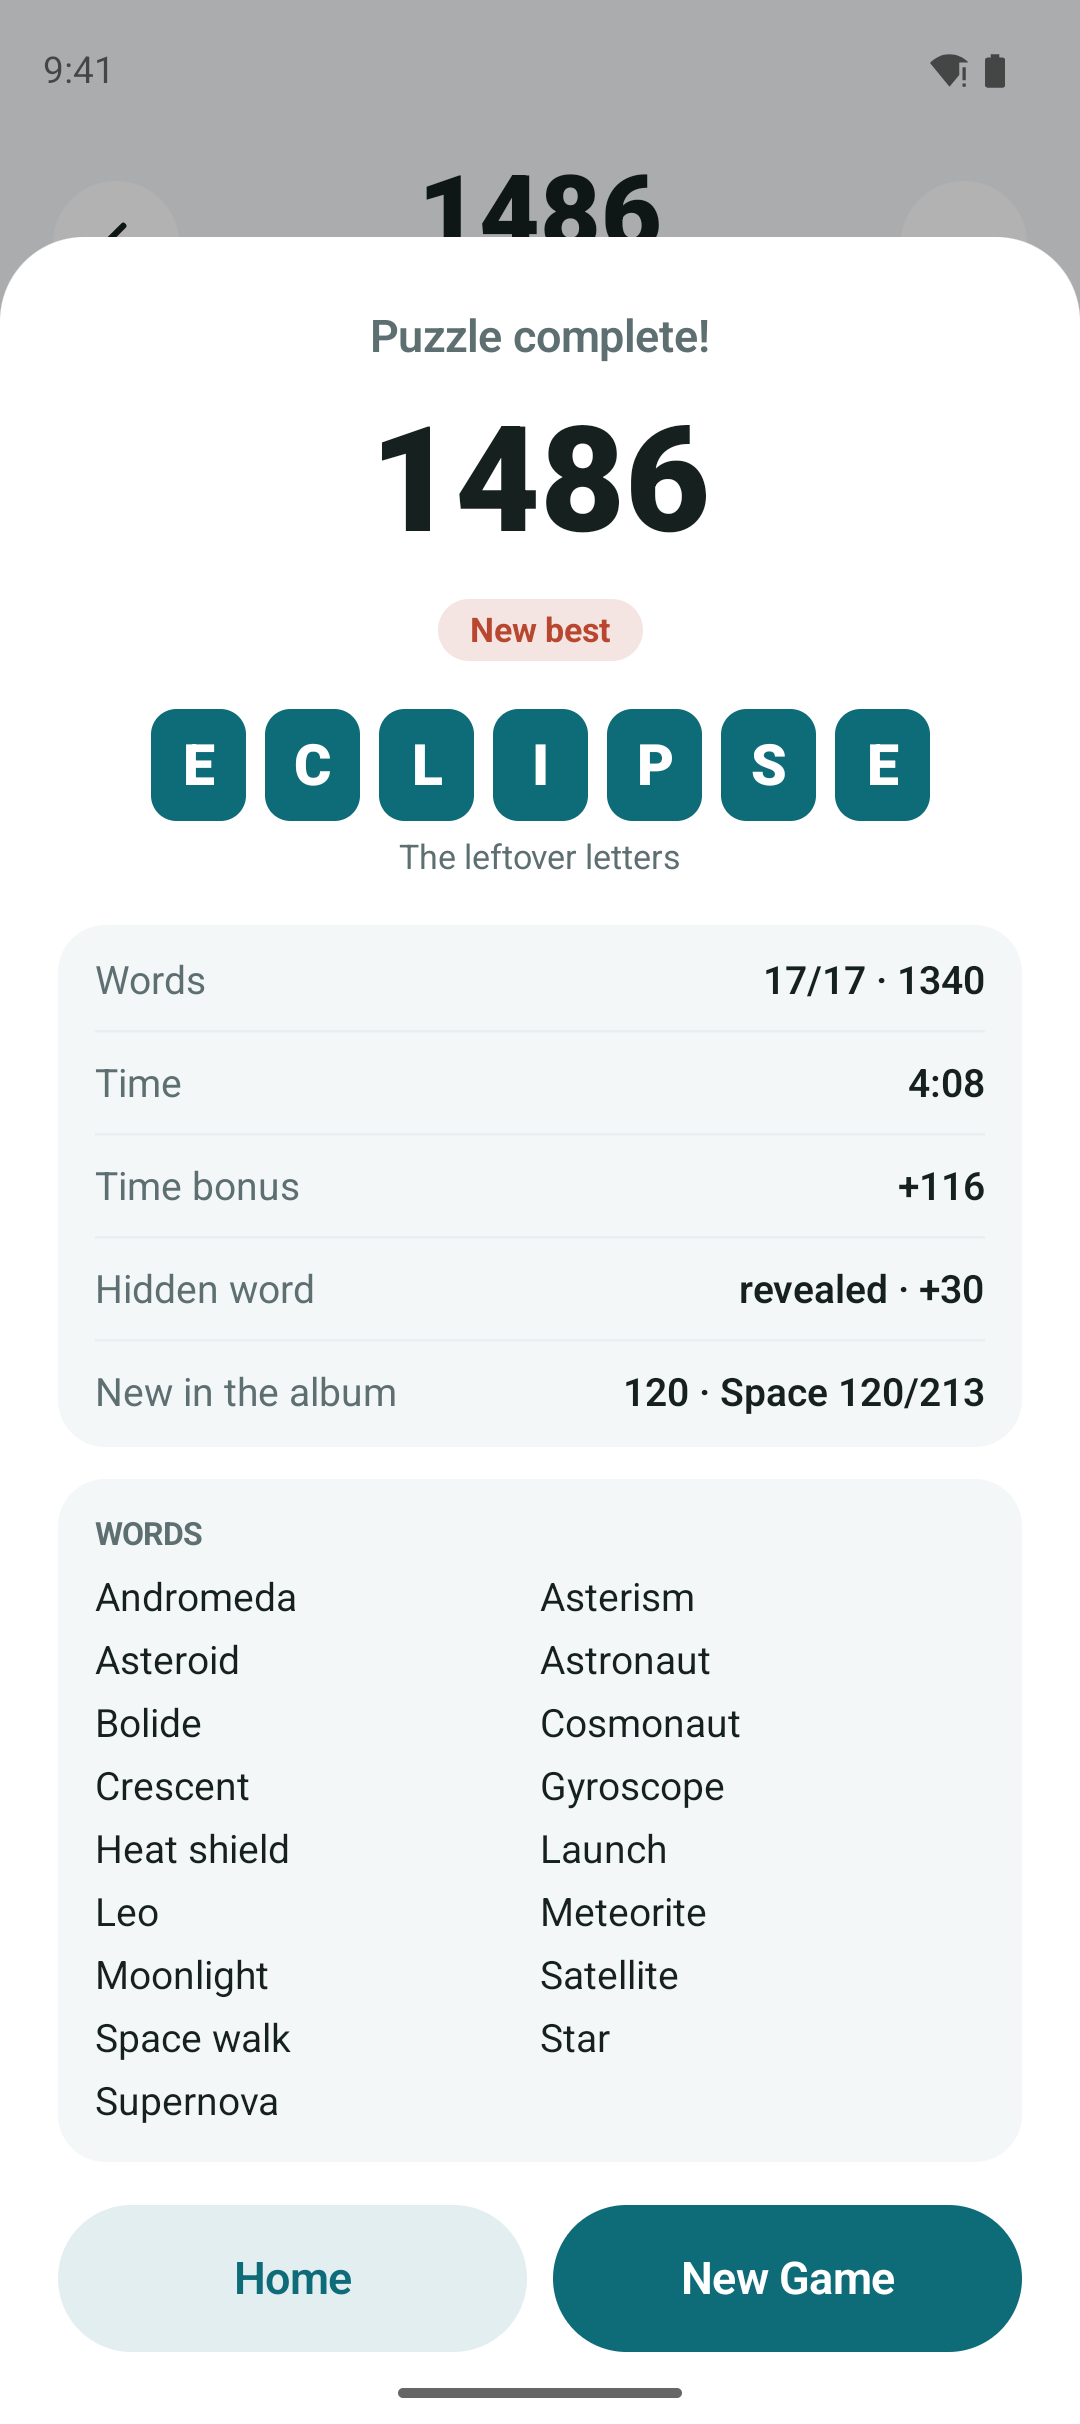 9:41
1486
Puzzle complete!
1486
New best
E C L I P S E
The leftover letters
Words 17/17 · 1340
Time 4:08
Time bonus +116
Hidden word revealed · +30
New in the album 120 · Space 120/213
WORDS
Andromeda Asterism
Asteroid Astronaut
Bolide Cosmonaut
Crescent Gyroscope
Heat shield Launch
Leo Meteorite
Moonlight Satellite
Space walk Star
Supernova
Home New Game